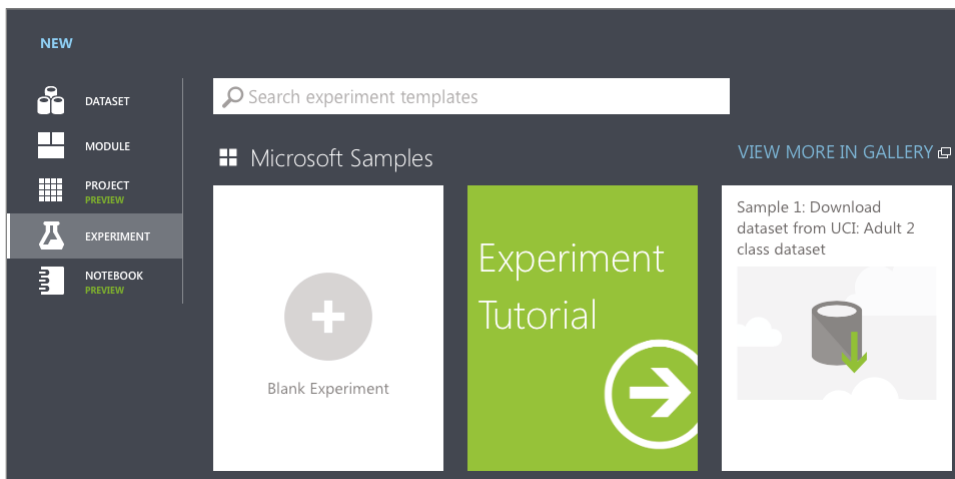 NEW
DATASET
MODULE
PROJECT
PREVIEW
EXPERIMENT
NOTEBOOK
PREVIEW
Search experiment templates
Microsoft Samples
VIEW MORE IN GALLERY
Blank Experiment
Experiment
Tutorial
Sample 1: Download
dataset from UCI: Adult 2
class dataset